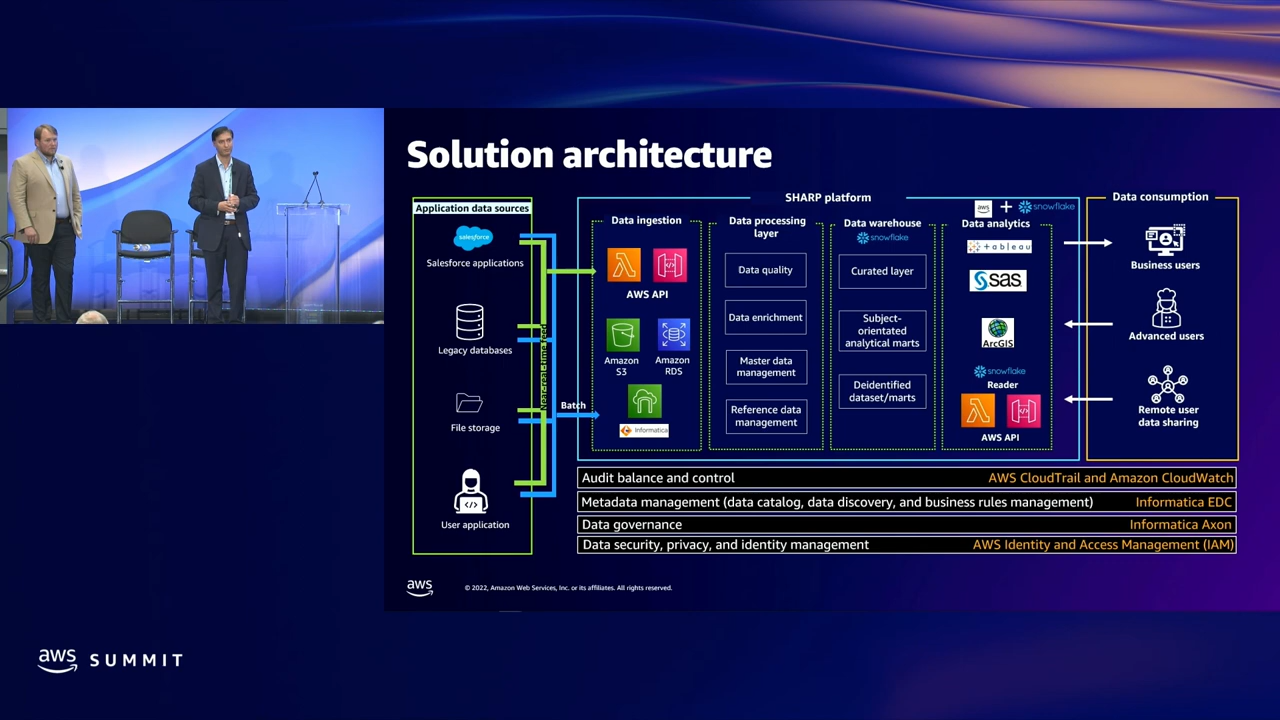 Solution architecture
Application data sources
salesforce
Salesforce applications
Legacy databases
File storage
User application
Near-real-time feed
Batch
SHARP platform
Data ingestion
AWS API
Amazon
S3
Amazon
RDS
Informatica
Data processing
layer
Data quality
Data enrichment
Master data
management
Reference data
management
Data warehouse
snowflake
Curated layer
Subject-
orientated
analytical marts
Deidentified
dataset/marts
aws + snowflake
Data analytics
+ableau
sas
ArcGIS
snowflake
Reader
AWS API
Data consumption
Business users
Advanced users
Remote user
data sharing
Audit balance and control AWS CloudTrail and Amazon CloudWatch
Metadata management (data catalog, data discovery, and business rules management) Informatica EDC
Data governance Informatica Axon
Data security, privacy, and identity management AWS Identity and Access Management (IAM)
aws © 2022, Amazon Web Services, Inc. or its affiliates. All rights reserved.
aws SUMMIT